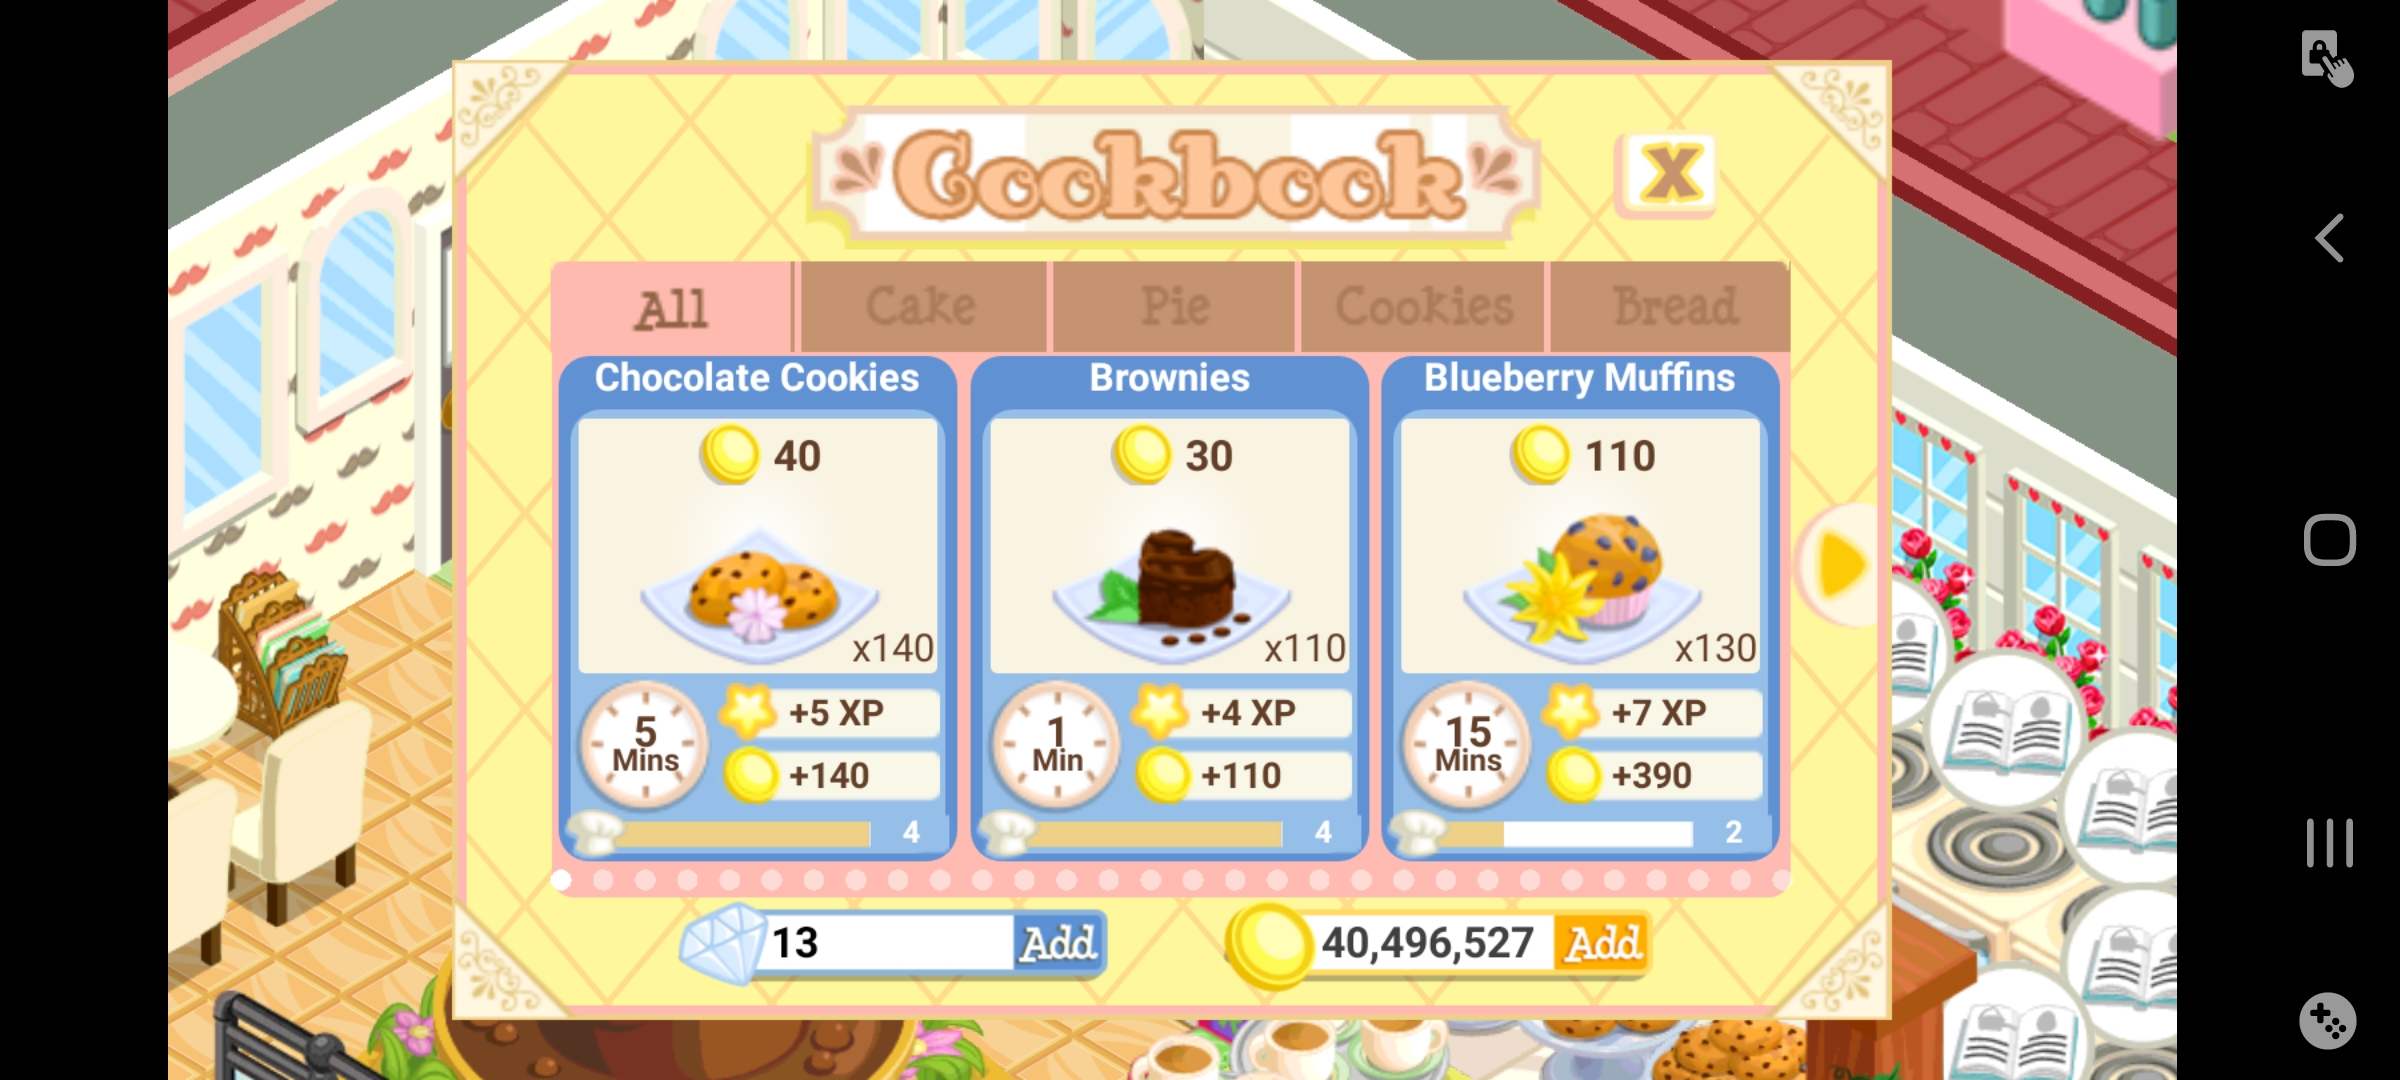 Cookbook
X
All Cake Pie Cookies Bread
Chocolate Cookies
40
x140
5
Mins
+5 XP
+140
4
Brownies
30
x110
1
Min
+4 XP
+110
4
Blueberry Muffins
110
x130
15
Mins
+7 XP
+390
2
13 Add
40,496,527 Add